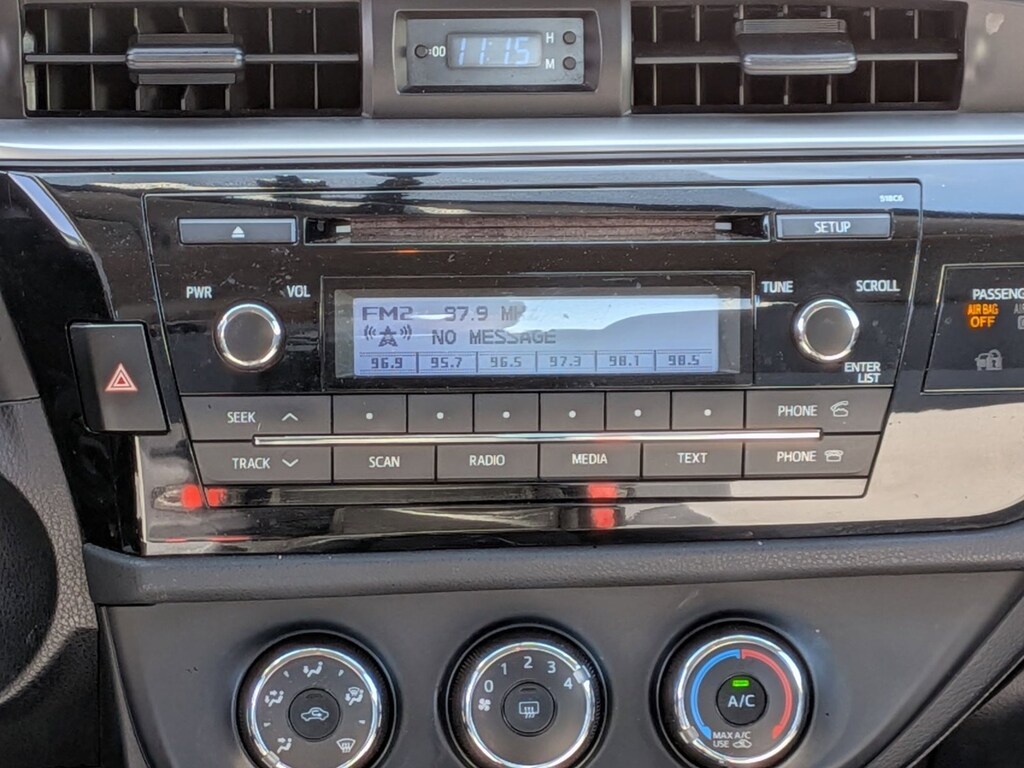 :00 11:15 H
M
518C6
SETUP
PWR VOL
TUNE SCROLL
FM2 97.9 MHz
NO MESSAGE
96.9 95.7 96.5 97.3 98.1 98.5
ENTER
LIST
PASSENG
AIR BAG
OFF
SEEK
PHONE
TRACK SCAN RADIO MEDIA TEXT PHONE
0 1 2 3 4
A/C
MAX A/C
USE